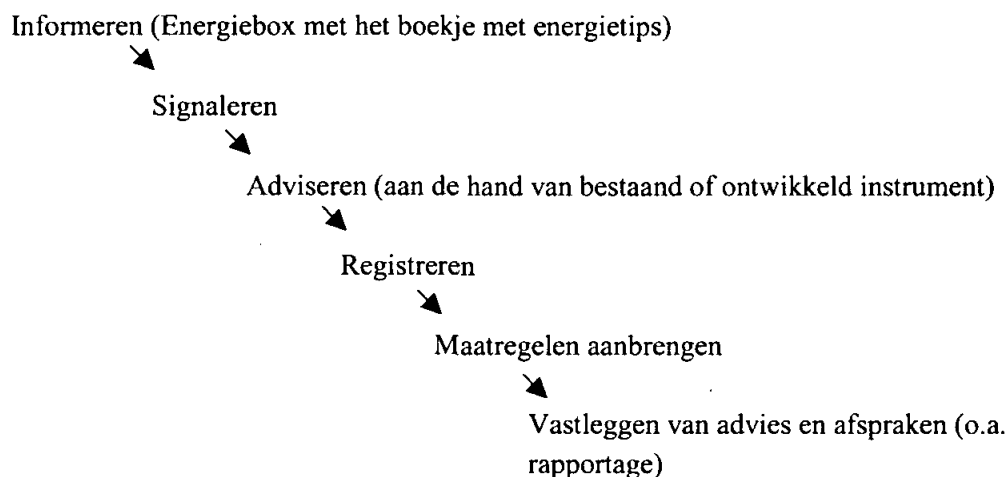 Informeren (Energiebox met het boekje met energietips)
Signaleren
Adviseren (aan de hand van bestaand of ontwikkeld instrument)
Registreren
Maatregelen aanbrengen
Vastleggen van advies en afspraken (o.a.
rapportage)